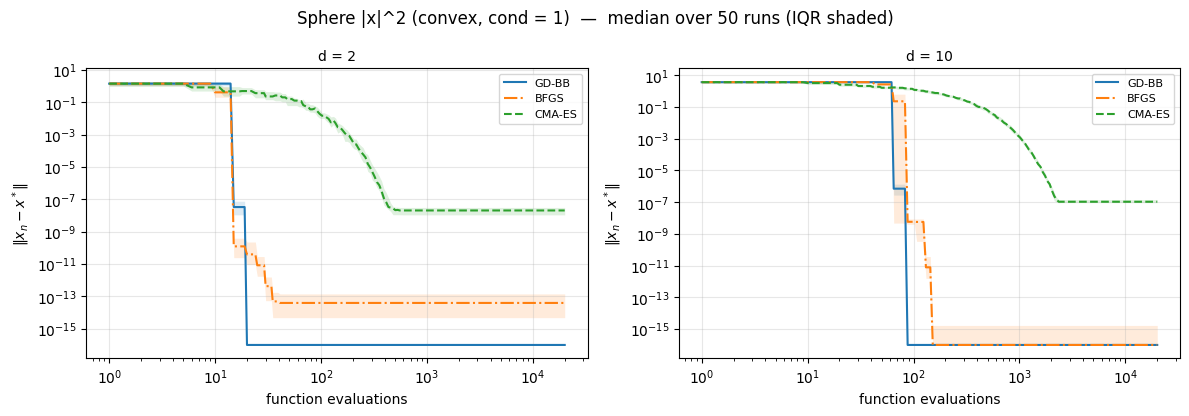 Sphere |x|^2 (convex, cond = 1)  —  median over 50 runs (IQR shaded)
d = 2
‖x_n − x^*‖
10^1
10^{-1}
10^{-3}
10^{-5}
10^{-7}
10^{-9}
10^{-11}
10^{-13}
10^{-15}
GD-BB
BFGS
CMA-ES
10^0 10^1 10^2 10^3 10^4
function evaluations
d = 10
‖x_n − x^*‖
10^1
10^{-1}
10^{-3}
10^{-5}
10^{-7}
10^{-9}
10^{-11}
10^{-13}
10^{-15}
GD-BB
BFGS
CMA-ES
10^0 10^1 10^2 10^3 10^4
function evaluations